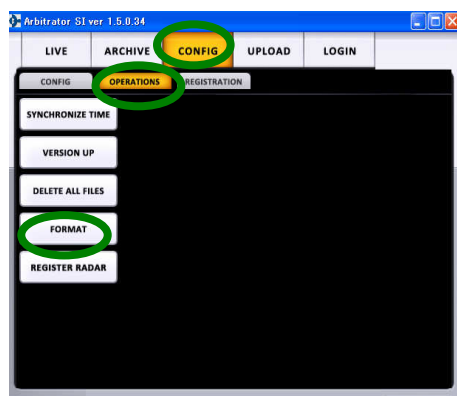 Arbitrator SI ver 1.5.0.34
LIVE ARCHIVE CONFIG UPLOAD LOGIN
CONFIG OPERATIONS REGISTRATION
SYNCHRONIZE TIME
VERSION UP
DELETE ALL FILES
FORMAT
REGISTER RADAR